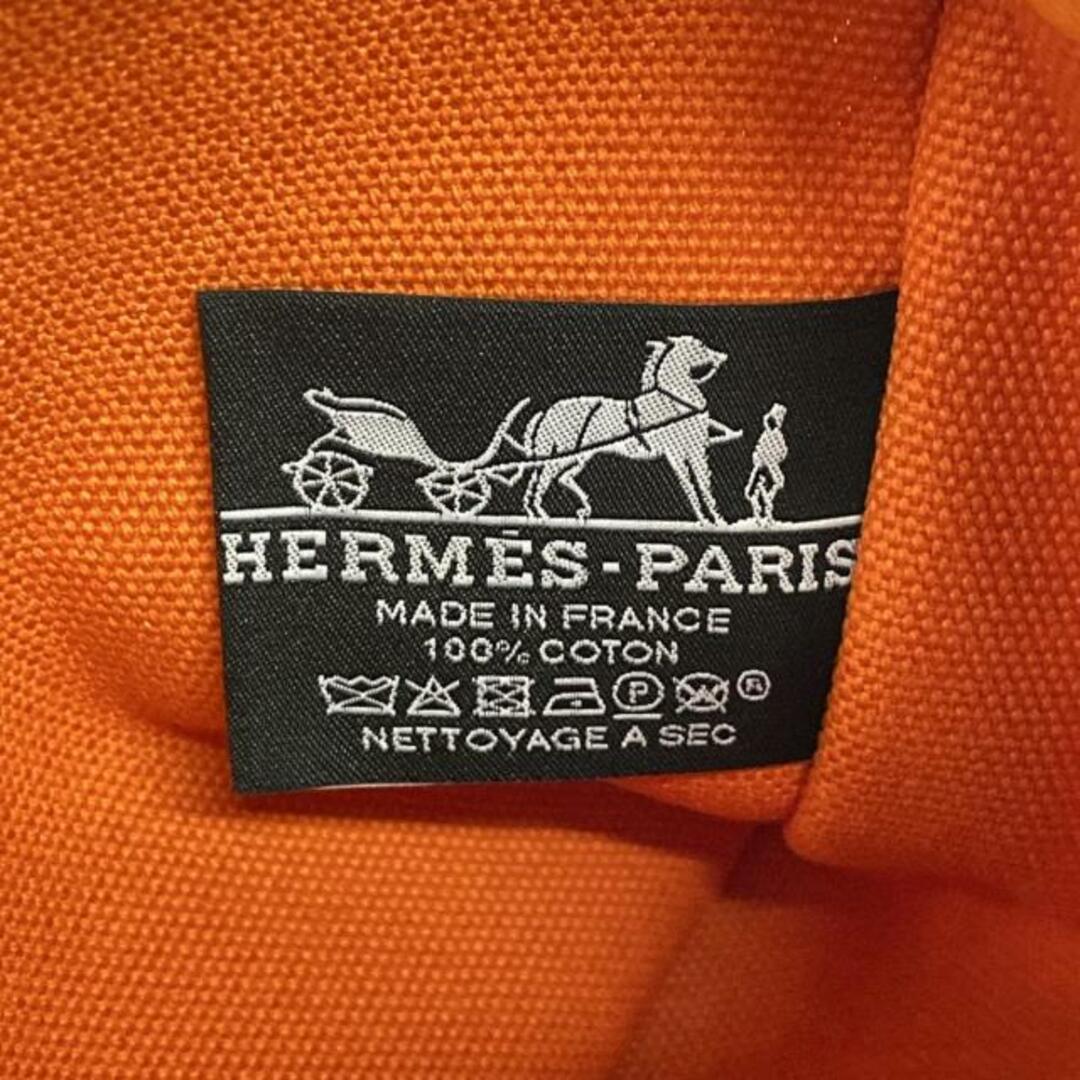 HERMÈS-PARIS
MADE IN FRANCE
100% COTON
P ®
NETTOYAGE A SEC